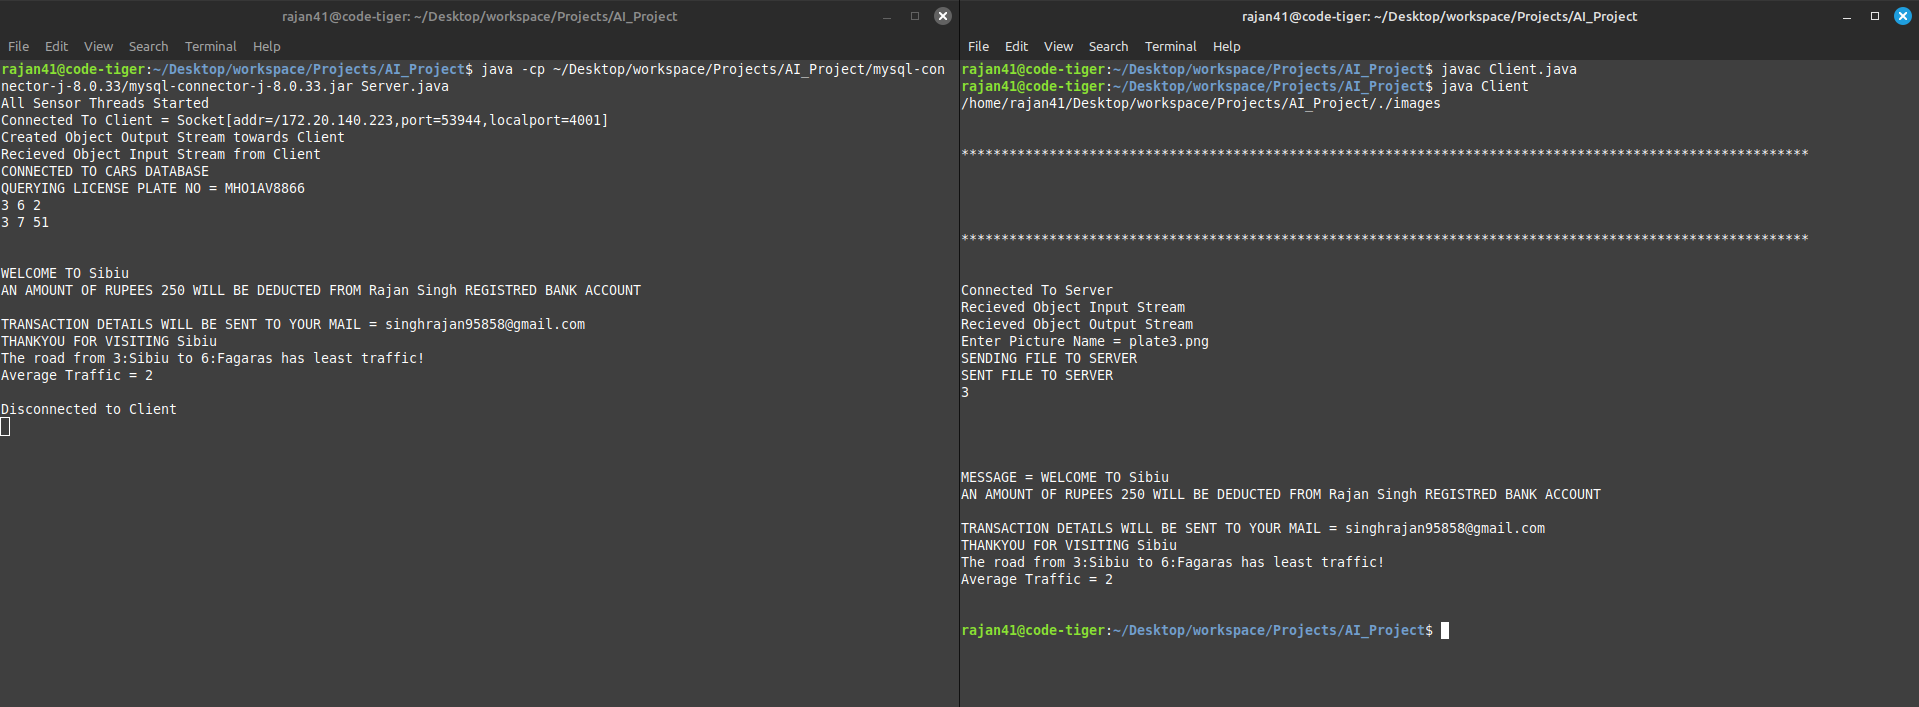 rajan41@code-tiger: ~/Desktop/workspace/Projects/AI_Project
File Edit View Search Terminal Help
rajan41@code-tiger:~/Desktop/workspace/Projects/AI_Project$ java -cp ~/Desktop/workspace/Projects/AI_Project/mysql-con
nector-j-8.0.33/mysql-connector-j-8.0.33.jar Server.java
All Sensor Threads Started
Connected To Client = Socket[addr=/172.20.140.223,port=53944,localport=4001]
Created Object Output Stream towards Client
Recieved Object Input Stream from Client
CONNECTED TO CARS DATABASE
QUERYING LICENSE PLATE NO = MHO1AV8866
3 6 2
3 7 51
WELCOME TO Sibiu
AN AMOUNT OF RUPEES 250 WILL BE DEDUCTED FROM Rajan Singh REGISTRED BANK ACCOUNT
TRANSACTION DETAILS WILL BE SENT TO YOUR MAIL = singhrajan95858@gmail.com
THANKYOU FOR VISITING Sibiu
The road from 3:Sibiu to 6:Fagaras has least traffic!
Average Traffic = 2
Disconnected to Client
rajan41@code-tiger: ~/Desktop/workspace/Projects/AI_Project
File Edit View Search Terminal Help
rajan41@code-tiger:~/Desktop/workspace/Projects/AI_Project$ javac Client.java
rajan41@code-tiger:~/Desktop/workspace/Projects/AI_Project$ java Client
/home/rajan41/Desktop/workspace/Projects/AI_Project/./images
**********************************************************************************************************
**********************************************************************************************************
Connected To Server
Recieved Object Input Stream
Recieved Object Output Stream
Enter Picture Name = plate3.png
SENDING FILE TO SERVER
SENT FILE TO SERVER
3
MESSAGE = WELCOME TO Sibiu
AN AMOUNT OF RUPEES 250 WILL BE DEDUCTED FROM Rajan Singh REGISTRED BANK ACCOUNT
TRANSACTION DETAILS WILL BE SENT TO YOUR MAIL = singhrajan95858@gmail.com
THANKYOU FOR VISITING Sibiu
The road from 3:Sibiu to 6:Fagaras has least traffic!
Average Traffic = 2
rajan41@code-tiger:~/Desktop/workspace/Projects/AI_Project$